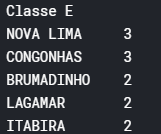 Classe E
NOVA LIMA 3
CONGONHAS 3
BRUMADINHO 2
LAGAMAR 2
ITABIRA 2